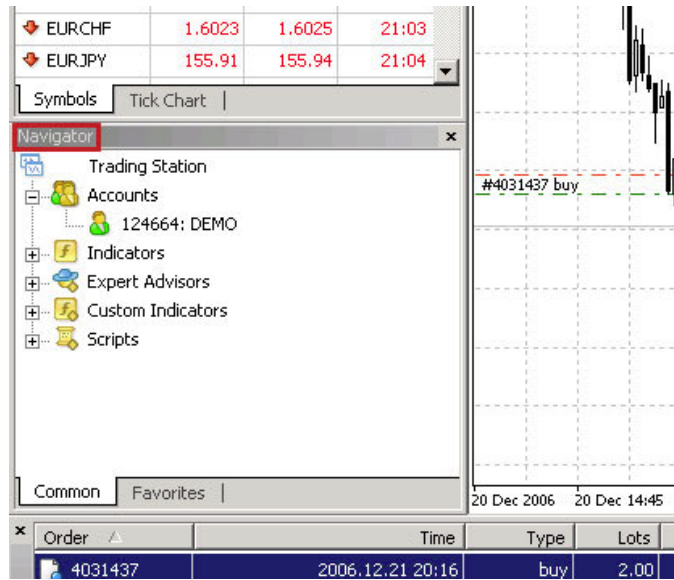 EURCHF 1.6023 1.6025 21:03
EURJPY 155.91 155.94 21:04
Symbols Tick Chart
Navigator
Trading Station
Accounts
124664: DEMO
Indicators
Expert Advisors
Custom Indicators
Scripts
Common Favorites
#4031437 buy
20 Dec 2006 20 Dec 14:45
Order Time Type Lots
4031437 2006.12.21 20:16 buy 2.00